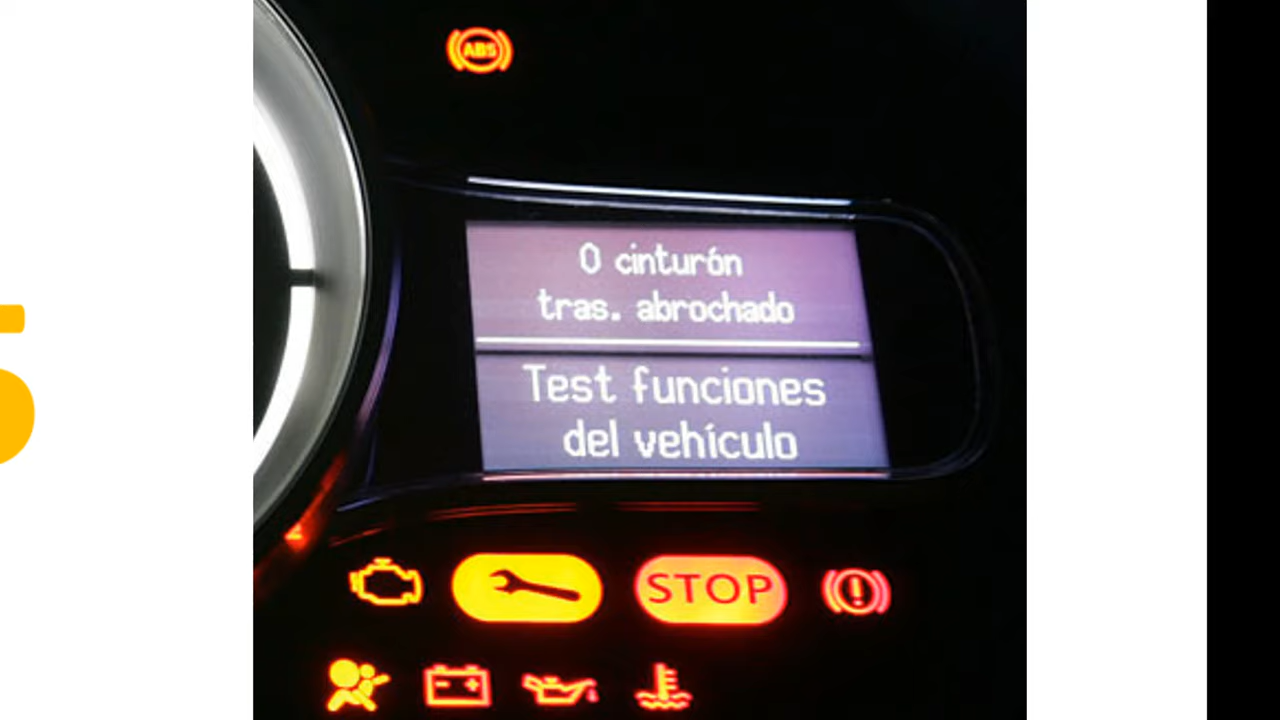 ABS
0 cinturón
tras. abrochado
Test funciones
del vehículo
STOP